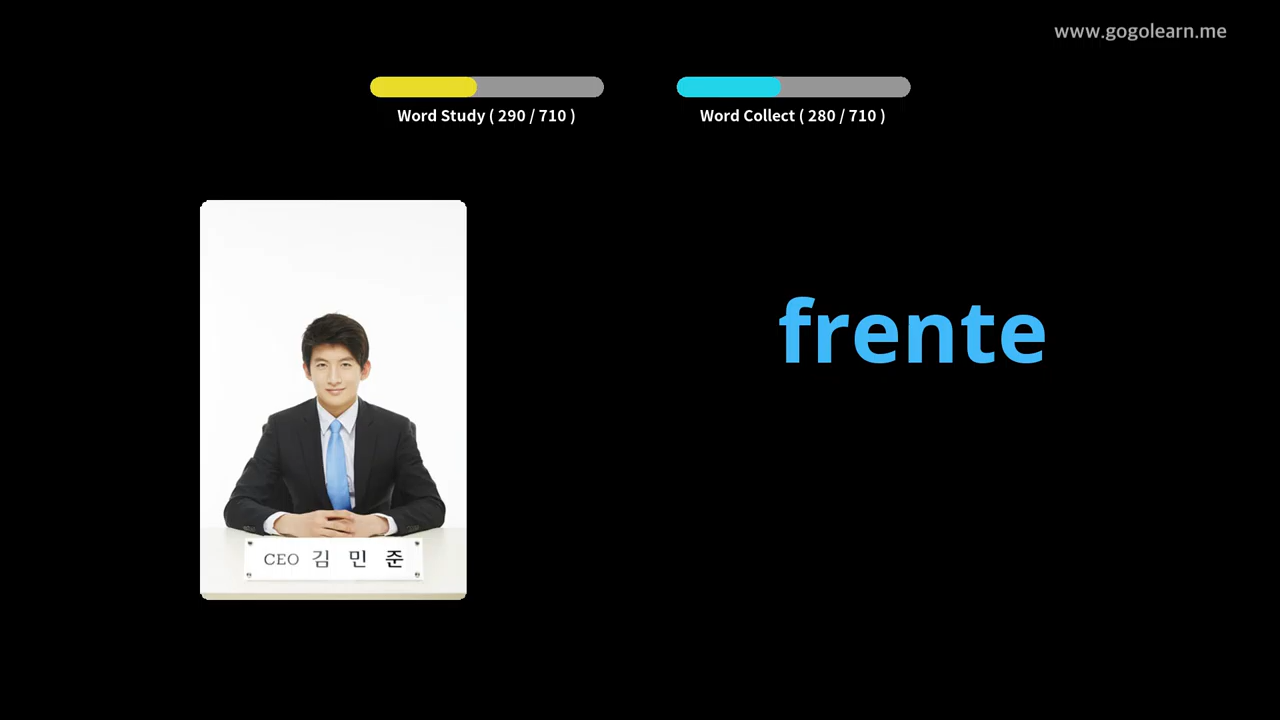 www.gogolearn.me
Word Study ( 290 / 710 )
Word Collect ( 280 / 710 )
frente
CEO 김 민 준